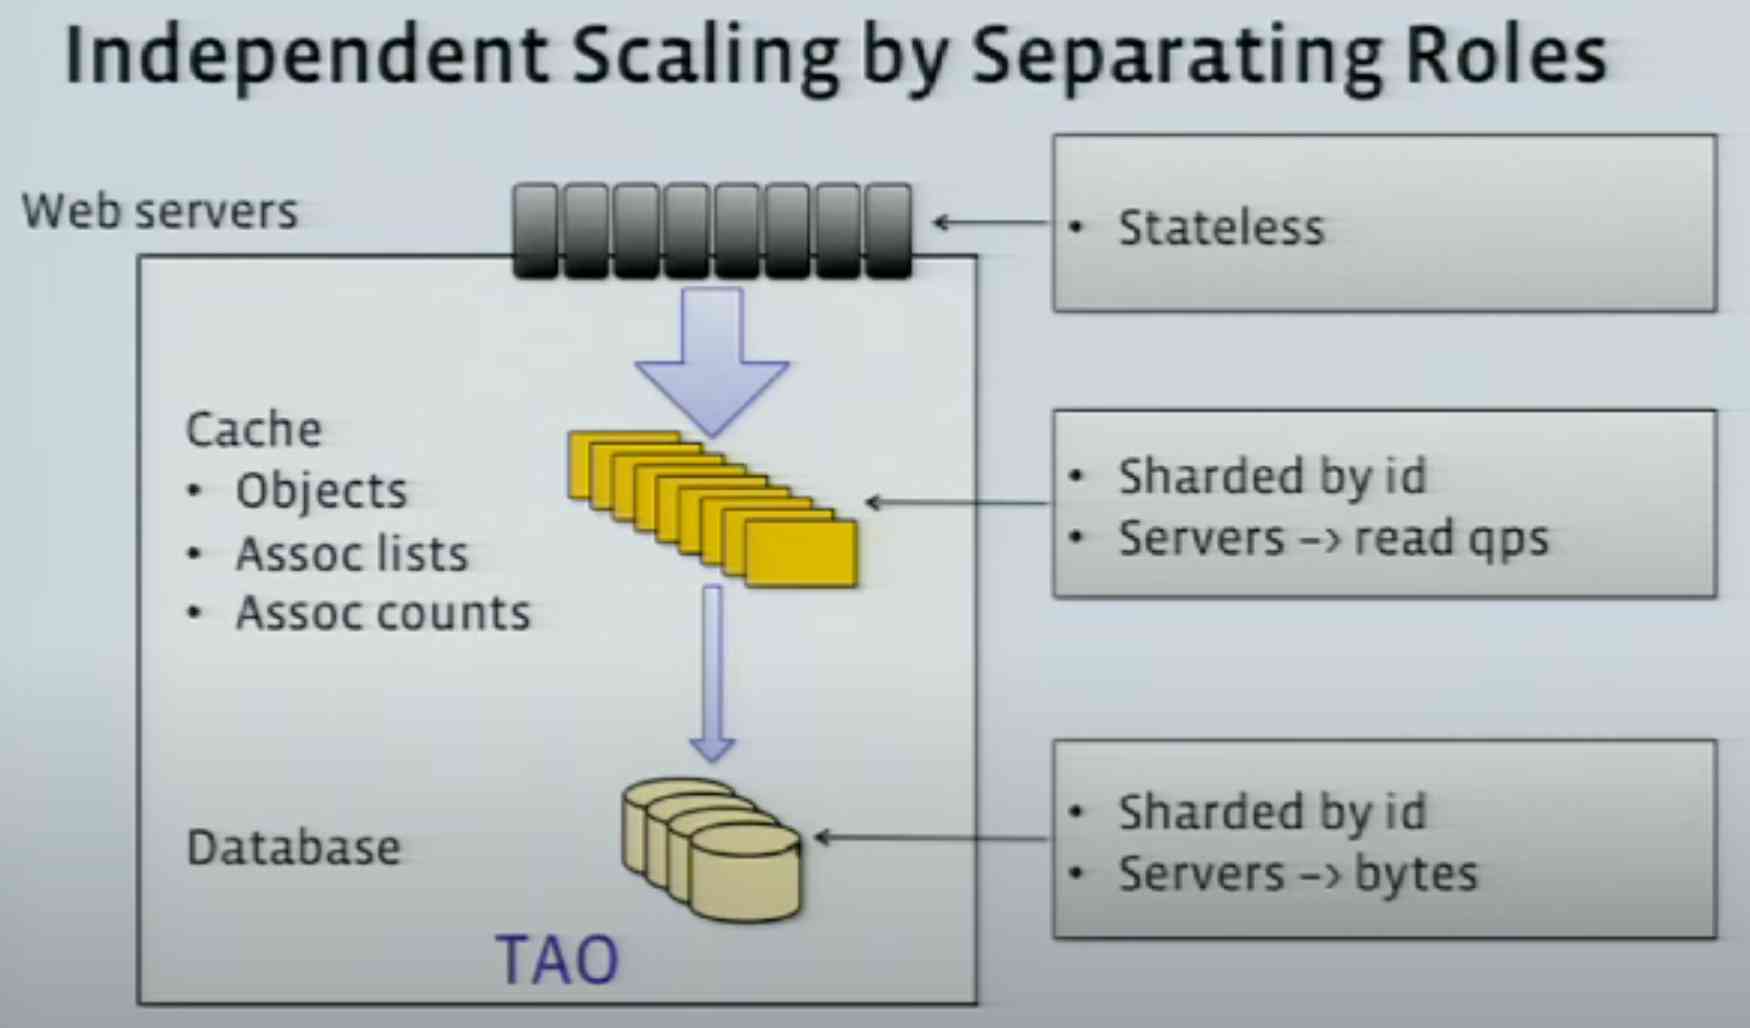 Independent Scaling by Separating Roles
Web servers
• Stateless
Cache
• Objects
• Assoc lists
• Assoc counts
• Sharded by id
• Servers –> read qps
Database
• Sharded by id
• Servers –> bytes
TAO